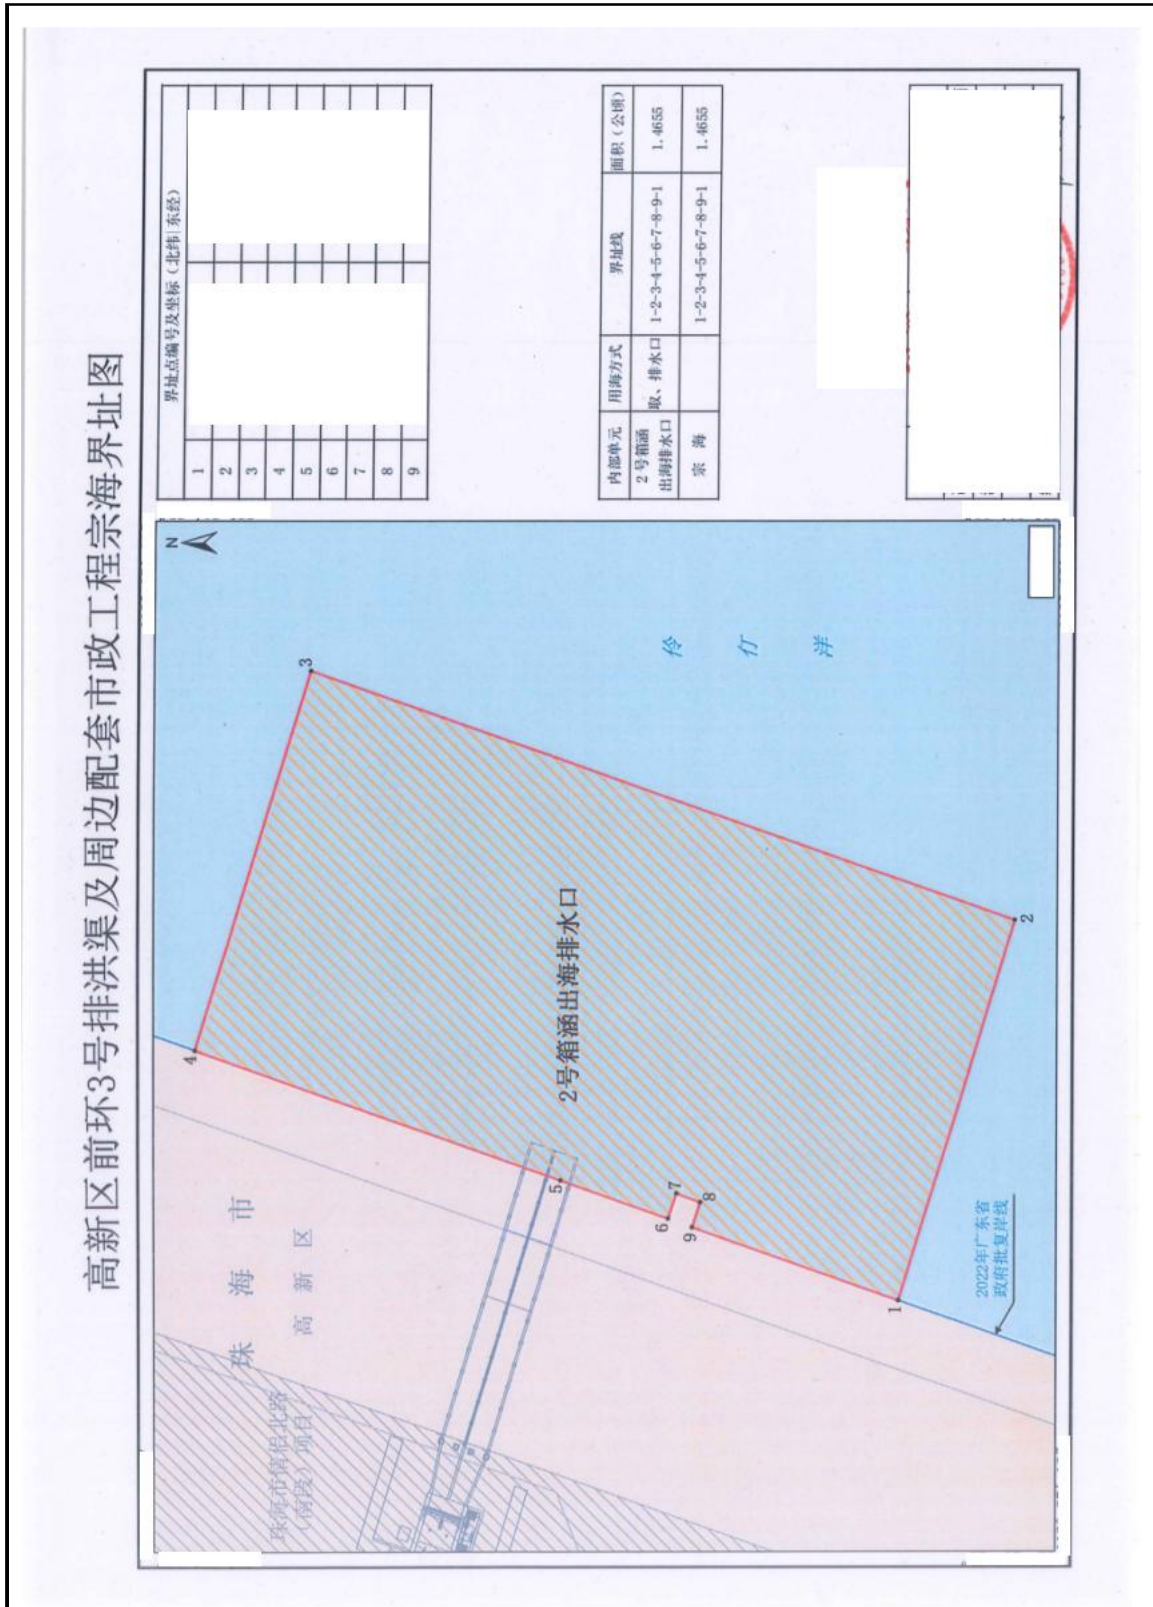 高新区前环3号排洪渠及周边配套市政工程宗海界址图
N
珠海市
高新区
珠海市情侣北路
（南段）项目
4
3
5
6
7
8
9
1
2
2号箱涵出海排水口
伶仃洋
2022年广东省
政府批复岸线
界址点编号及坐标（北纬|东经）
1
2
3
4
5
6
7
8
9
内部单元 用海方式 界址线 面积（公顷）
2号箱涵
出海排水口 取、排水口 1-2-3-4-5-6-7-8-9-1 1.4655
宗海 1-2-3-4-5-6-7-8-9-1 1.4655